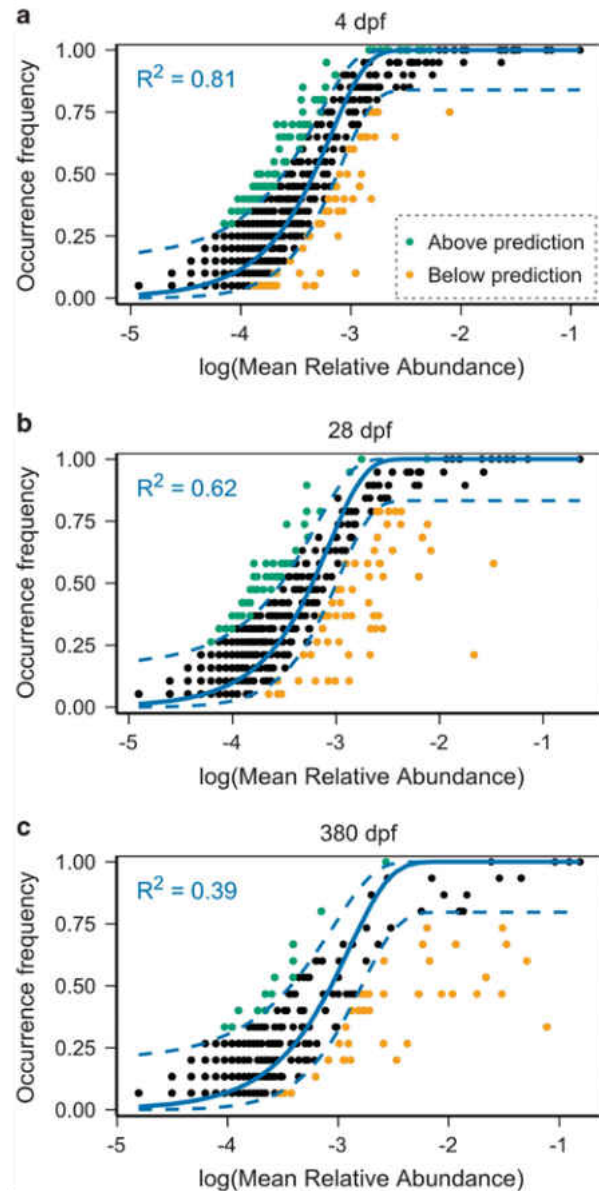 a
4 dpf
R² = 0.81
Occurrence frequency
1.00
0.75
0.50
0.25
0.00
Above prediction
Below prediction
-5 -4 -3 -2 -1
log(Mean Relative Abundance)
b
28 dpf
R² = 0.62
Occurrence frequency
1.00
0.75
0.50
0.25
0.00
-5 -4 -3 -2 -1
log(Mean Relative Abundance)
c
380 dpf
R² = 0.39
Occurrence frequency
1.00
0.75
0.50
0.25
0.00
-5 -4 -3 -2 -1
log(Mean Relative Abundance)